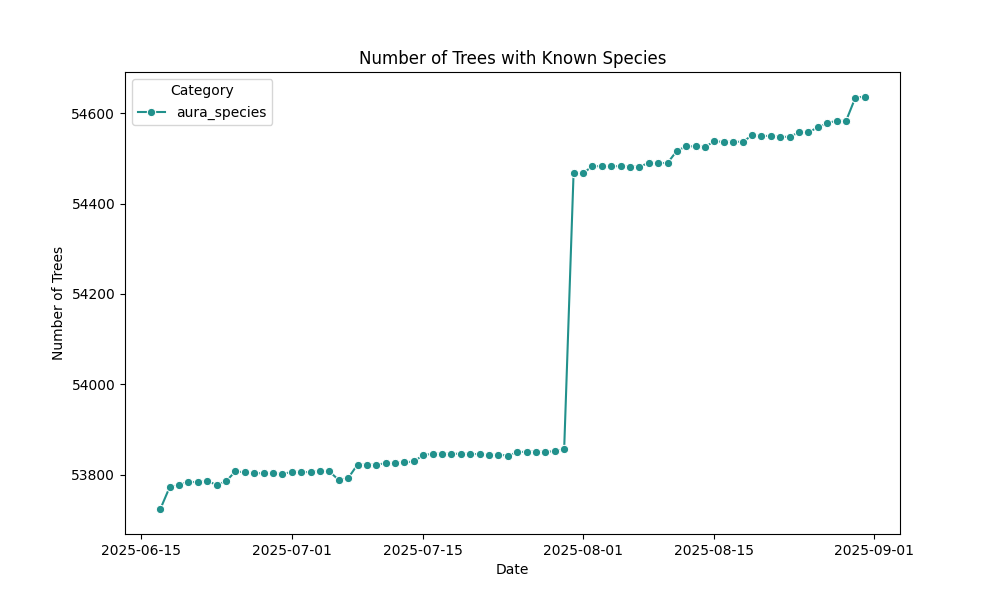 Number of Trees with Known Species
Category
aura_species
54600
54400
54200
54000
53800
Number of Trees
2025-06-15
2025-07-01
2025-07-15
2025-08-01
2025-08-15
2025-09-01
Date